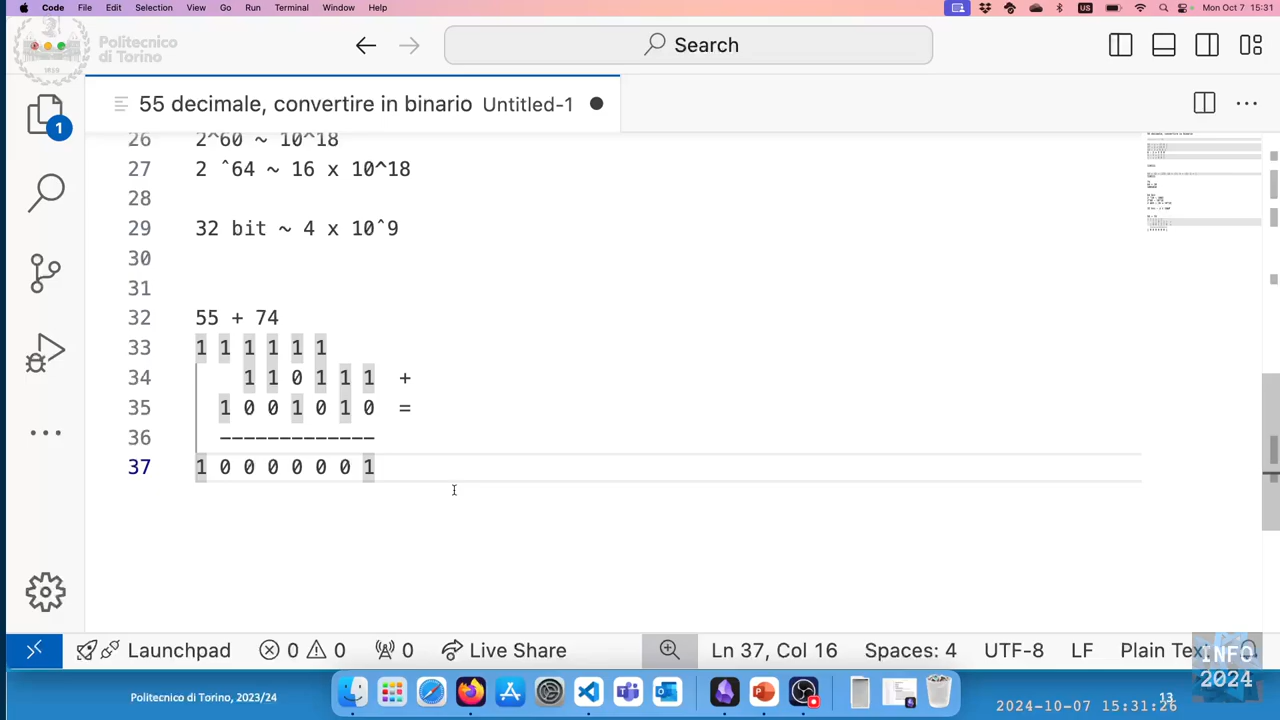 Code File Edit Selection View Go Run Terminal Window Help US Mon Oct 7 15:31
Politecnico
di Torino
1859
Search
55 decimale, convertire in binario Untitled-1
1
26 2^60 ~ 10^18
27 2 ^64 ~ 16 x 10^18
28
29 32 bit ~ 4 x 10^9
30
31
32 55 + 74
33 1 1 1 1 1 1
34 1 1 0 1 1 1 +
35 1 0 0 1 0 1 0 =
36 -------------
37 1 0 0 0 0 0 0 1
Launchpad 0 0 0 Live Share Ln 37, Col 16 Spaces: 4 UTF-8 LF Plain Tex
INFO
2024
Politecnico di Torino, 2023/24
13
2024-10-07 15:31:26